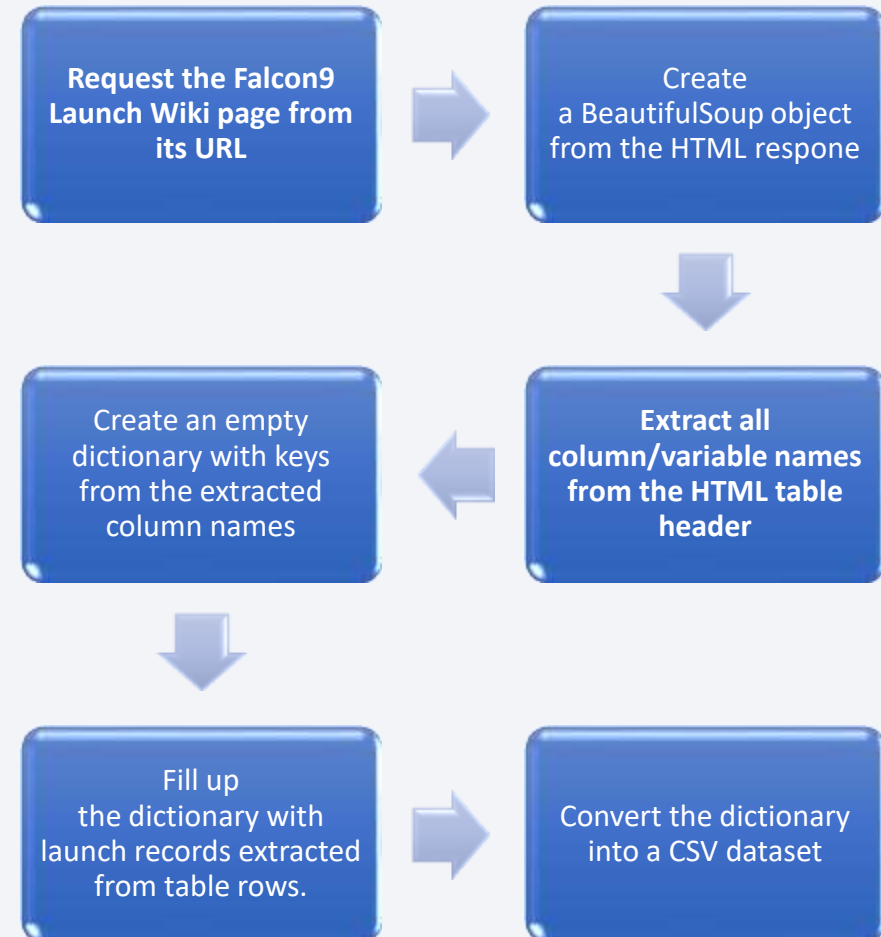 Request the Falcon9
Launch Wiki page from
its URL
Create
a BeautifulSoup object
from the HTML respone
Extract all
column/variable names
from the HTML table
header
Create an empty
dictionary with keys
from the extracted
column names
Fill up
the dictionary with
launch records extracted
from table rows.
Convert the dictionary
into a CSV dataset